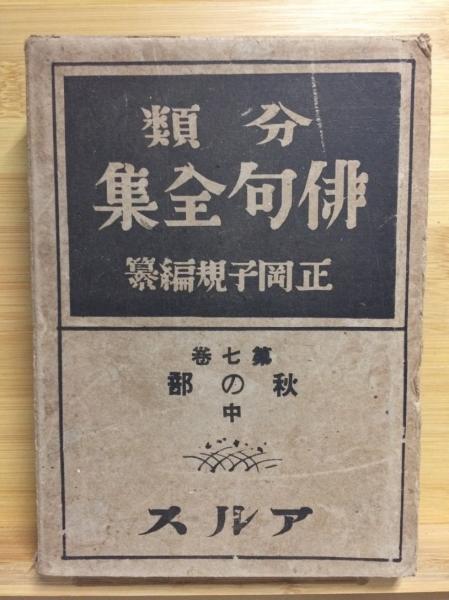 分類
俳句全集
正岡子規編纂
第七卷
秋の部
中
アルス